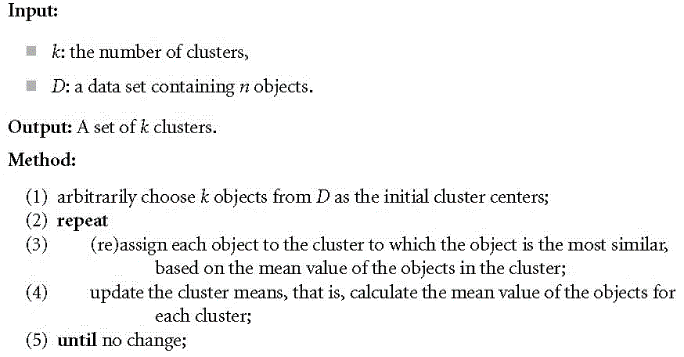 Input:
k: the number of clusters,
D: a data set containing n objects.
Output: A set of k clusters.
Method:
(1) arbitrarily choose k objects from D as the initial cluster centers;
(2) repeat
(3) (re)assign each object to the cluster to which the object is the most similar,
based on the mean value of the objects in the cluster;
(4) update the cluster means, that is, calculate the mean value of the objects for
each cluster;
(5) until no change;